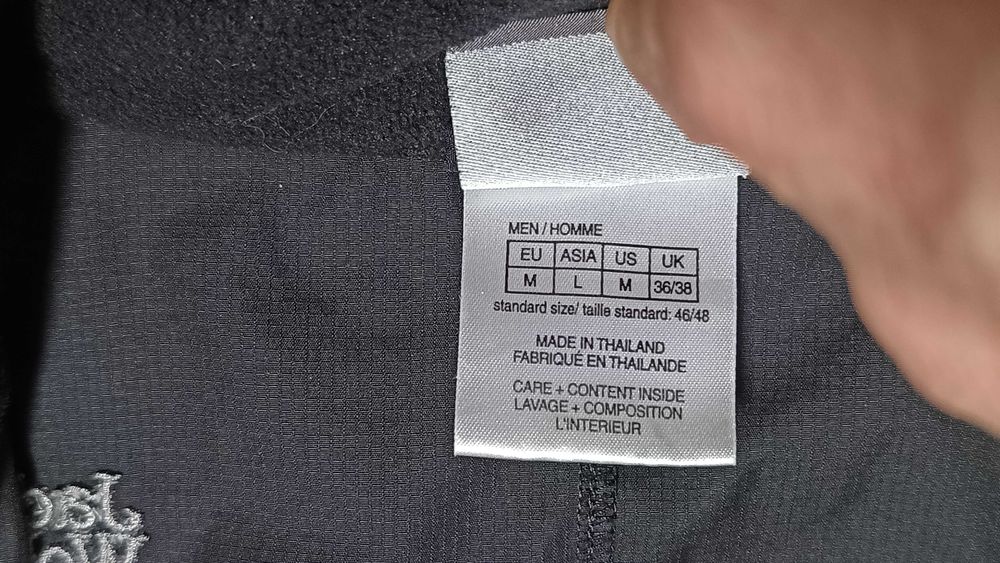 MEN / HOMME
EU ASIA US UK
M L M 36/38
standard size/ taille standard: 46/48
MADE IN THAILAND
FABRIQUÉ EN THAILANDE
CARE + CONTENT INSIDE
LAVAGE + COMPOSITION
L'INTERIEUR